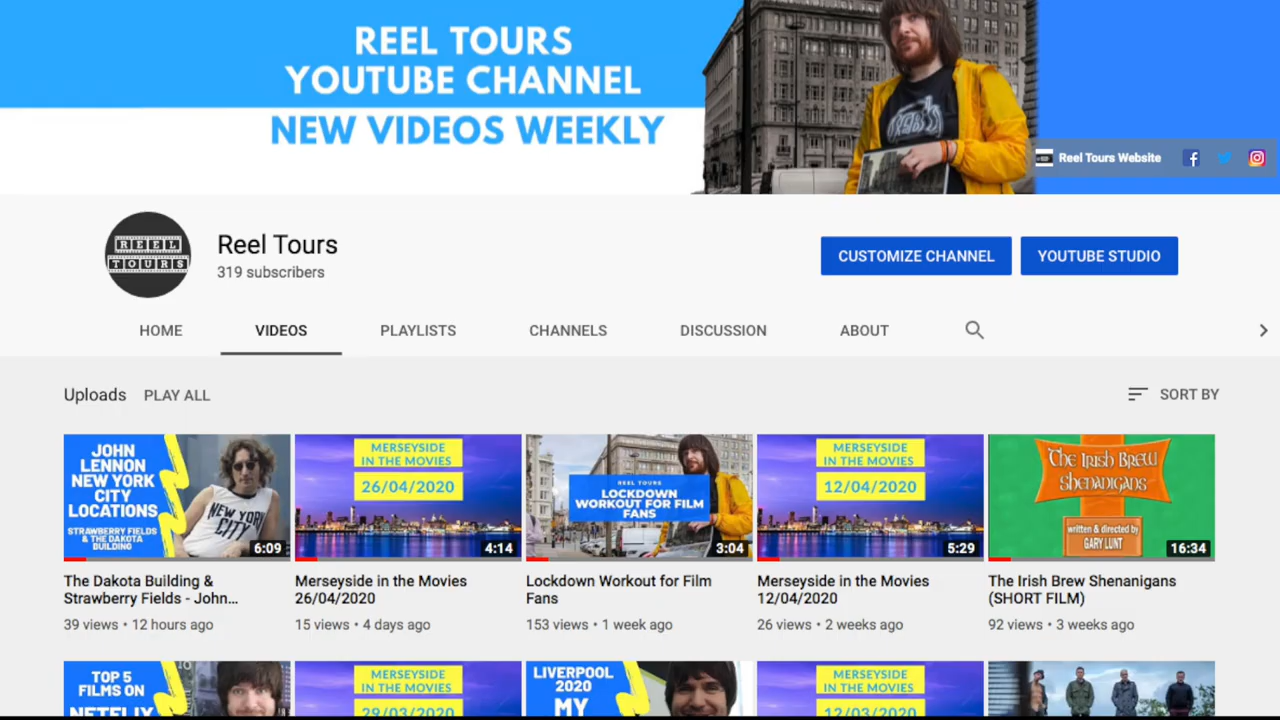 REEL TOURS
YOUTUBE CHANNEL
NEW VIDEOS WEEKLY
Reel Tours Website
REEL
TOURS
Reel Tours
319 subscribers
CUSTOMIZE CHANNEL
YOUTUBE STUDIO
HOME
VIDEOS
PLAYLISTS
CHANNELS
DISCUSSION
ABOUT
Uploads
PLAY ALL
SORT BY
JOHN
LENNON
NEW YORK
CITY
LOCATIONS
STRAWBERRY FIELDS
& THE DAKOTA
BUILDING
NEW YORK
CITY
6:09
The Dakota Building &
Strawberry Fields - John...
39 views • 12 hours ago
MERSEYSIDE
IN THE MOVIES
26/04/2020
4:14
Merseyside in the Movies
26/04/2020
15 views • 4 days ago
REEL TOURS
LOCKDOWN
WORKOUT FOR FILM
FANS
3:04
Lockdown Workout for Film
Fans
153 views • 1 week ago
MERSEYSIDE
IN THE MOVIES
12/04/2020
5:29
Merseyside in the Movies
12/04/2020
26 views • 2 weeks ago
The Irish Brew
Shenanigans
written & directed by
GARY LUNT
16:34
The Irish Brew Shenanigans
(SHORT FILM)
92 views • 3 weeks ago
TOP 5
FILMS ON
NETFLIX
MERSEYSIDE
IN THE MOVIES
29/03/2020
LIVERPOOL
2020
MY
MERSEYSIDE
IN THE MOVIES
12/03/2020